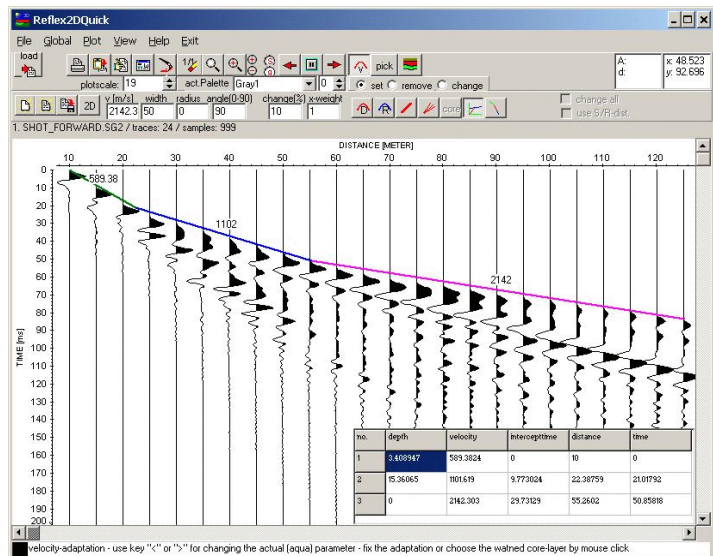 Reflex2DQuick
File Global Plot View Help Exit
load
1/2
pick
A:
d:
x: 48.523
y: 92.696
plotscale: 19 act.Palette Gray1 0 set remove change
v [m/s] width radius angle(0-90) change(%) x-weight
2D 2142.3 50 0 90 10 1 core
change all
use S/R-dist.
1. SHOT_FORWARD.SG2 / traces: 24 / samples: 999
DISTANCE [METER]
10 20 30 40 50 60 70 80 90 100 110 120
0
10
20
30
40
50
60
70
80
90
100
110
120
130
140
150
160
170
180
190
200
TIME [ms]
589.38
1102
2142
no. depth velocity intercepttime distance time
1 3.408947 589.3824 0 10 0
2 15.36065 1101.619 9.773024 22.38759 21.01792
3 0 2142.303 29.73129 55.2602 50.85818
velocity-adaptation - use key "<" or ">" for changing the actual (aqua) parameter - fix the adaptation or choose the watned core-layer by mouse click